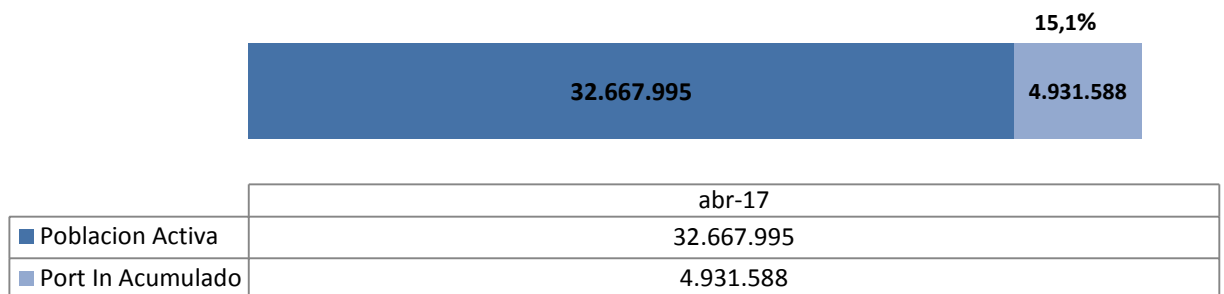 15,1%
32.667.995 4.931.588
abr-17
Poblacion Activa 32.667.995
Port In Acumulado 4.931.588